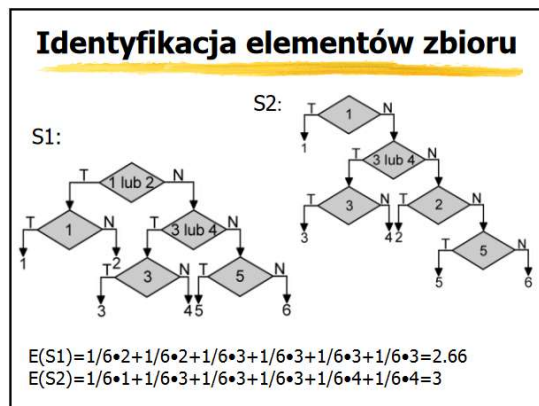 Identyfikacja elementów zbioru
S2:
T 1 N
1
S1:
T 3 lub 4 N
T 1 lub 2 N
T 3 N
T 2 N
T 1 N
T 3 lub 4 N
3
4
2
T 5 N
1
2
T 3 N
T 5 N
5
6
3
4
5
6
E(S1)=1/6•2+1/6•2+1/6•3+1/6•3+1/6•3+1/6•3=2.66
E(S2)=1/6•1+1/6•3+1/6•3+1/6•3+1/6•4+1/6•4=3